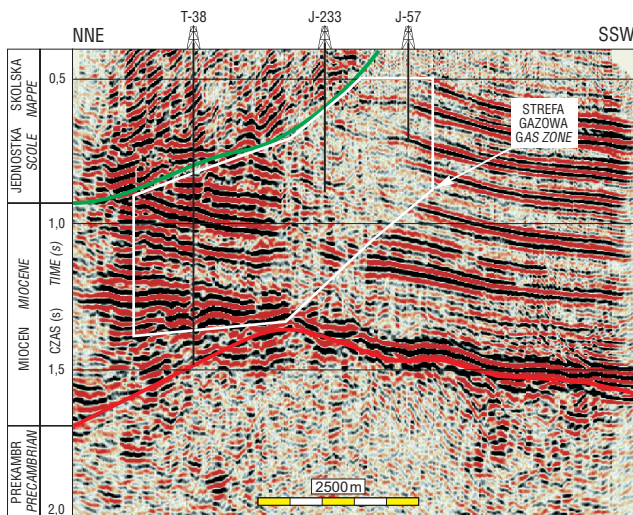 T-38
J-233
J-57
NNE
SSW
JEDNOSTKA SKOLSKA
SCOLE NAPPE
MIOCEN MIOCENE
PREKAMBR
PRECAMBRIAN
CZAS (s) TIME (s)
0,5
1,0
1,5
2,0
STREFA
GAZOWA
GAS ZONE
2500 m